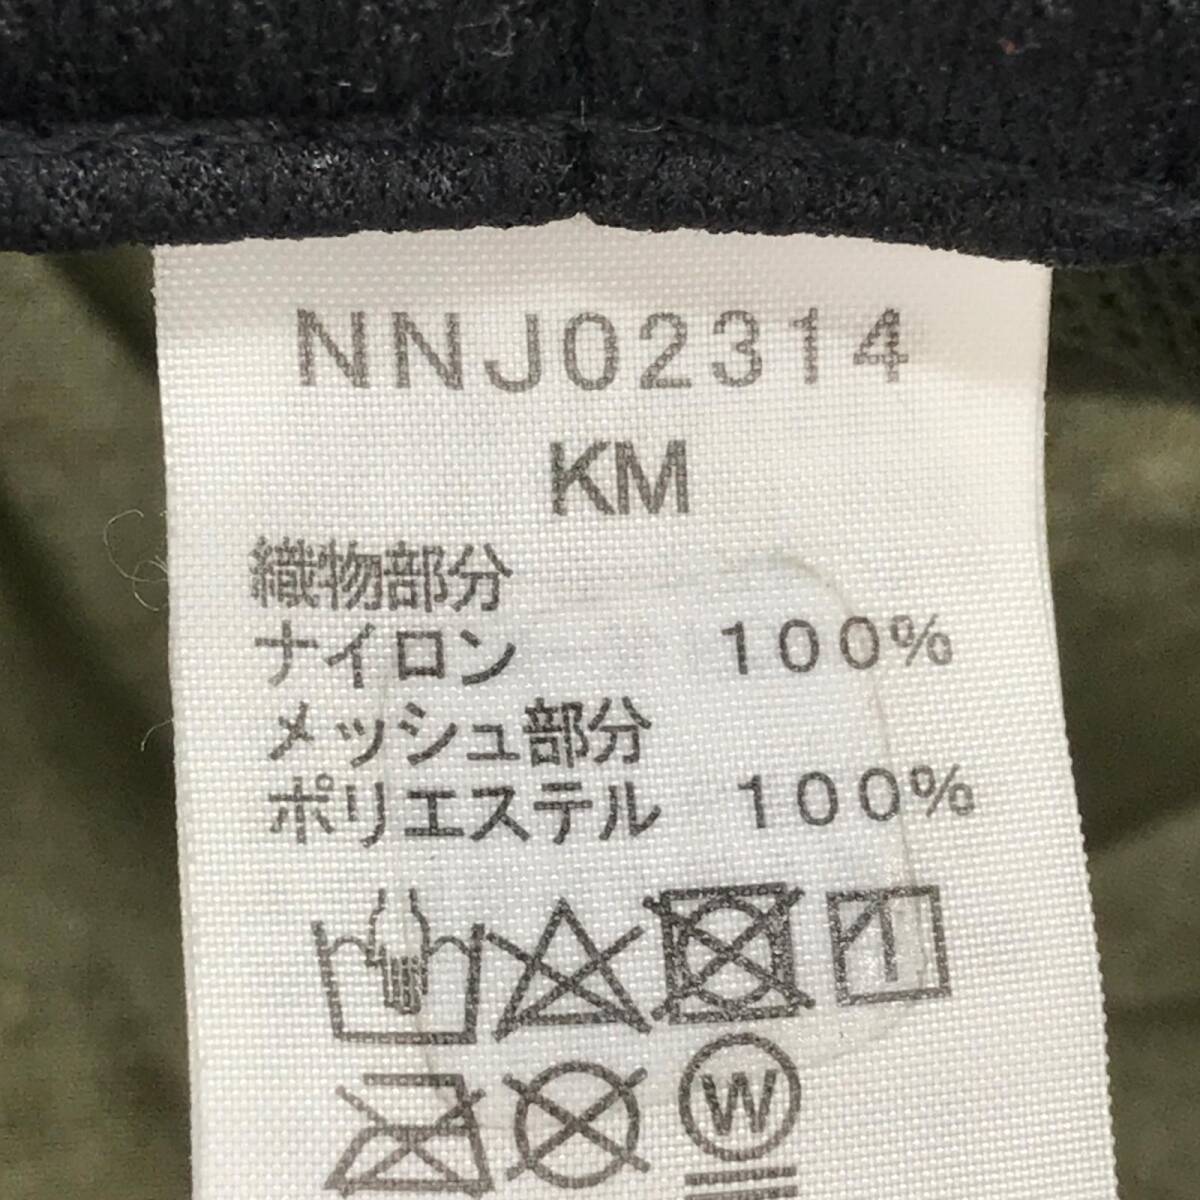 NNJ02314
KM
織物部分
ナイロン 100%
メッシュ部分
ポリエステル 100%
W